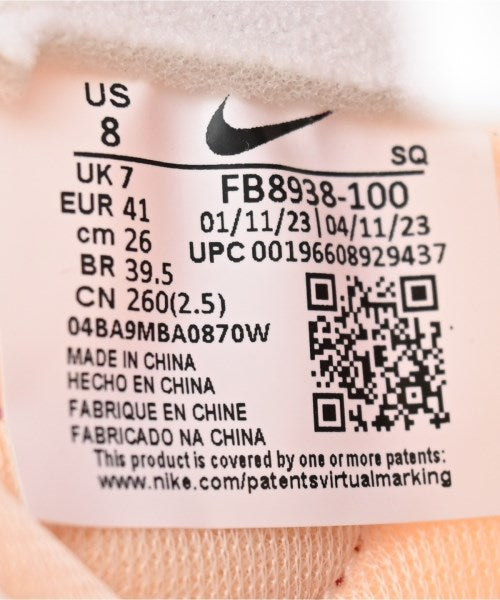 US
8
SQ
UK 7
FB8938-100
EUR 41
01/11/23|04/11/23
cm 26
UPC 00196608929437
BR 39.5
CN 260(2.5)
04BA9MBA0870W
MADE IN CHINA
HECHO EN CHINA
FABRIQUE EN CHINE
FABRICADO NA CHINA
This product is covered by one or more patents:
www.nike.com/patentsvirtualmarking